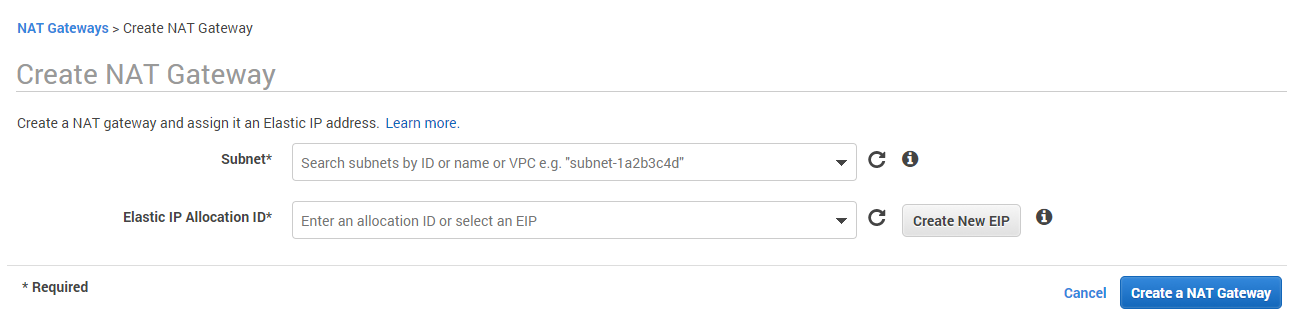 NAT Gateways > Create NAT Gateway
Create NAT Gateway
Create a NAT gateway and assign it an Elastic IP address. Learn more.
Subnet* Search subnets by ID or name or VPC e.g. "subnet-1a2b3c4d"
Elastic IP Allocation ID* Enter an allocation ID or select an EIP Create New EIP
* Required
Cancel Create a NAT Gateway